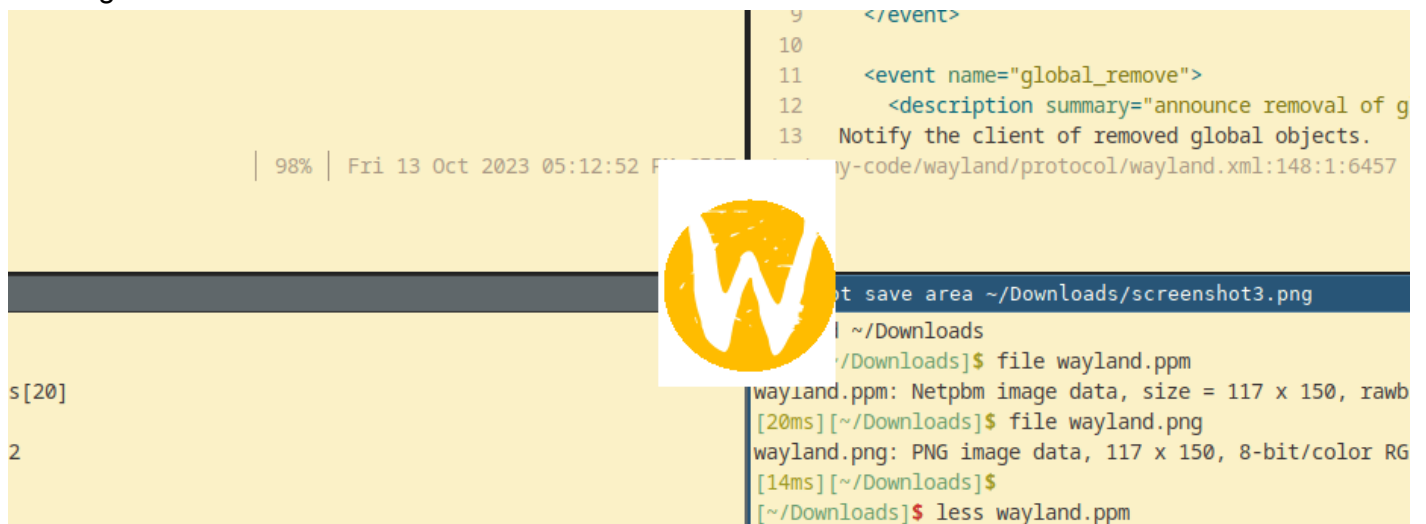 98% | Fri 13 Oct 2023 05:12:52
s[20]
2
9 </event>
10
11 <event name="global_remove">
12 <description summary="announce removal of g
13 Notify the client of removed global objects.
y-code/wayland/protocol/wayland.xml:148:1:6457
W
ot save area ~/Downloads/screenshot3.png
~/Downloads
/Downloads]$ file wayland.ppm
wayland.ppm: Netpbm image data, size = 117 x 150, rawb
[20ms][~/Downloads]$ file wayland.png
wayland.png: PNG image data, 117 x 150, 8-bit/color RG
[14ms][~/Downloads]$
[~/Downloads]$ less wayland.ppm